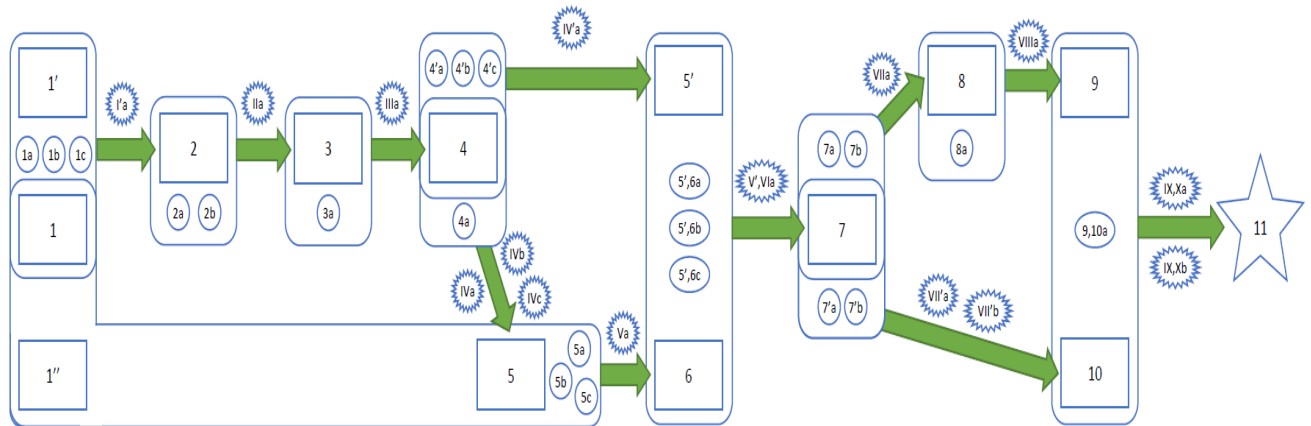 1′
1a 1b 1c
1
1′′
I′a
2
2a 2b
IIa
3
3a
IIIa
4′a 4′b 4′c
4
4a
IV′a
IVa
IVb
IVc
5
5a
5b
5c
Va
5′
5′,6a
5′,6b
5′,6c
6
V′,VIa
7a 7b
7
7′a 7′b
VIIa
VII′a
VII′b
8
8a
VIIIa
9
9,10a
10
IX,Xa
IX,Xb
11